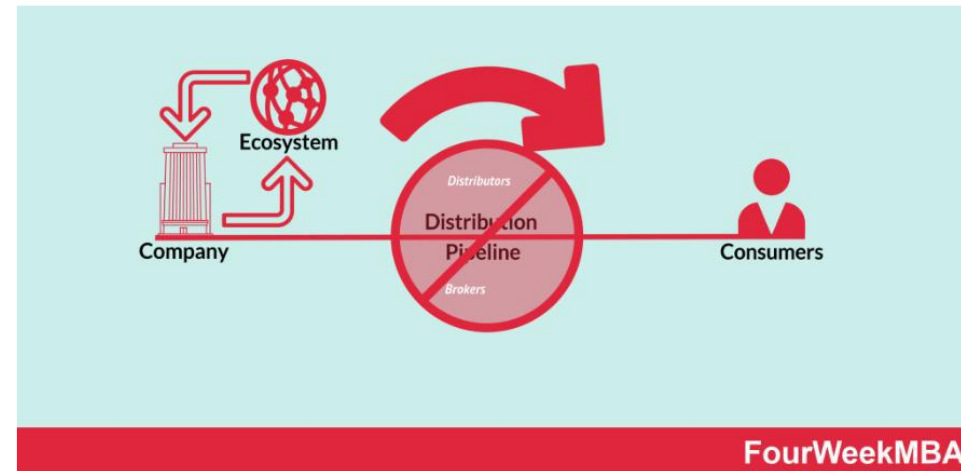 Ecosystem
Company
Distributors
Distribution
Pipeline
Brokers
Consumers
FourWeekMBA